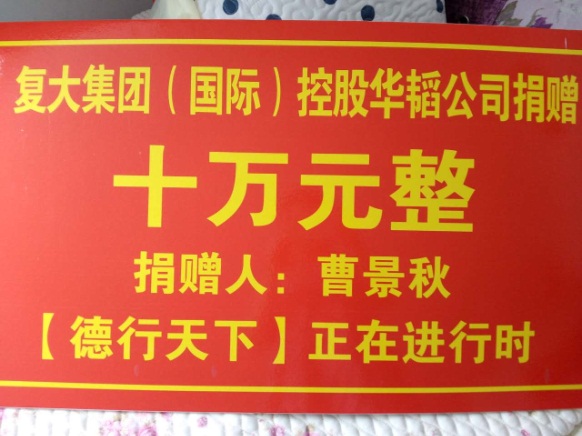 复大集团（国际）控股华韬公司捐赠
十万元整
捐赠人：曹景秋
【德行天下】正在进行时